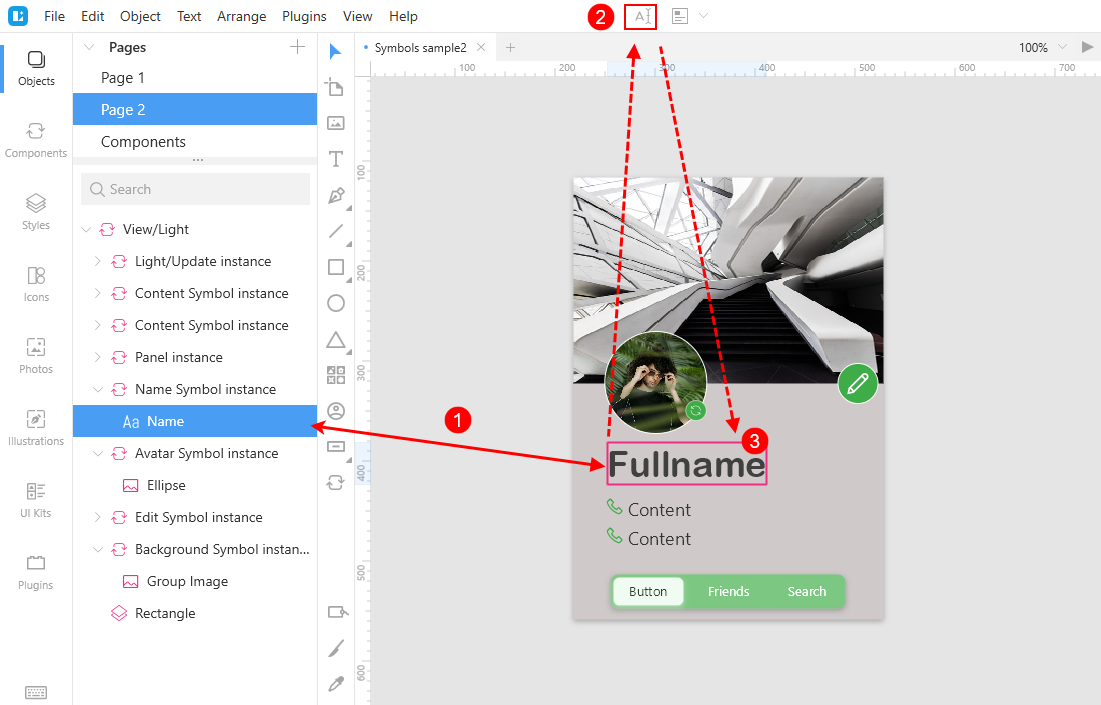 File Edit Object Text Arrange Plugins View Help
2
A
Objects
Components
Styles
Icons
Photos
Illustrations
UI Kits
Plugins
Pages
Page 1
Page 2
Components
Search
View/Light
Light/Update instance
Content Symbol instance
Content Symbol instance
Panel instance
Name Symbol instance
Aa Name
Avatar Symbol instance
Ellipse
Edit Symbol instance
Background Symbol instan...
Group Image
Rectangle
T
Symbols sample2
100%
100 200 300 400 500 600 700
100
200
300
400
500
600
1
3
Fullname
Content
Content
Button Friends Search